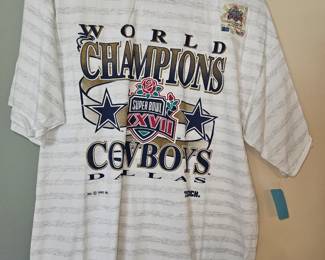 WORLD
CHAMPIONS
SUPER BOWL
XXVII
COWBOYS
DALLAS